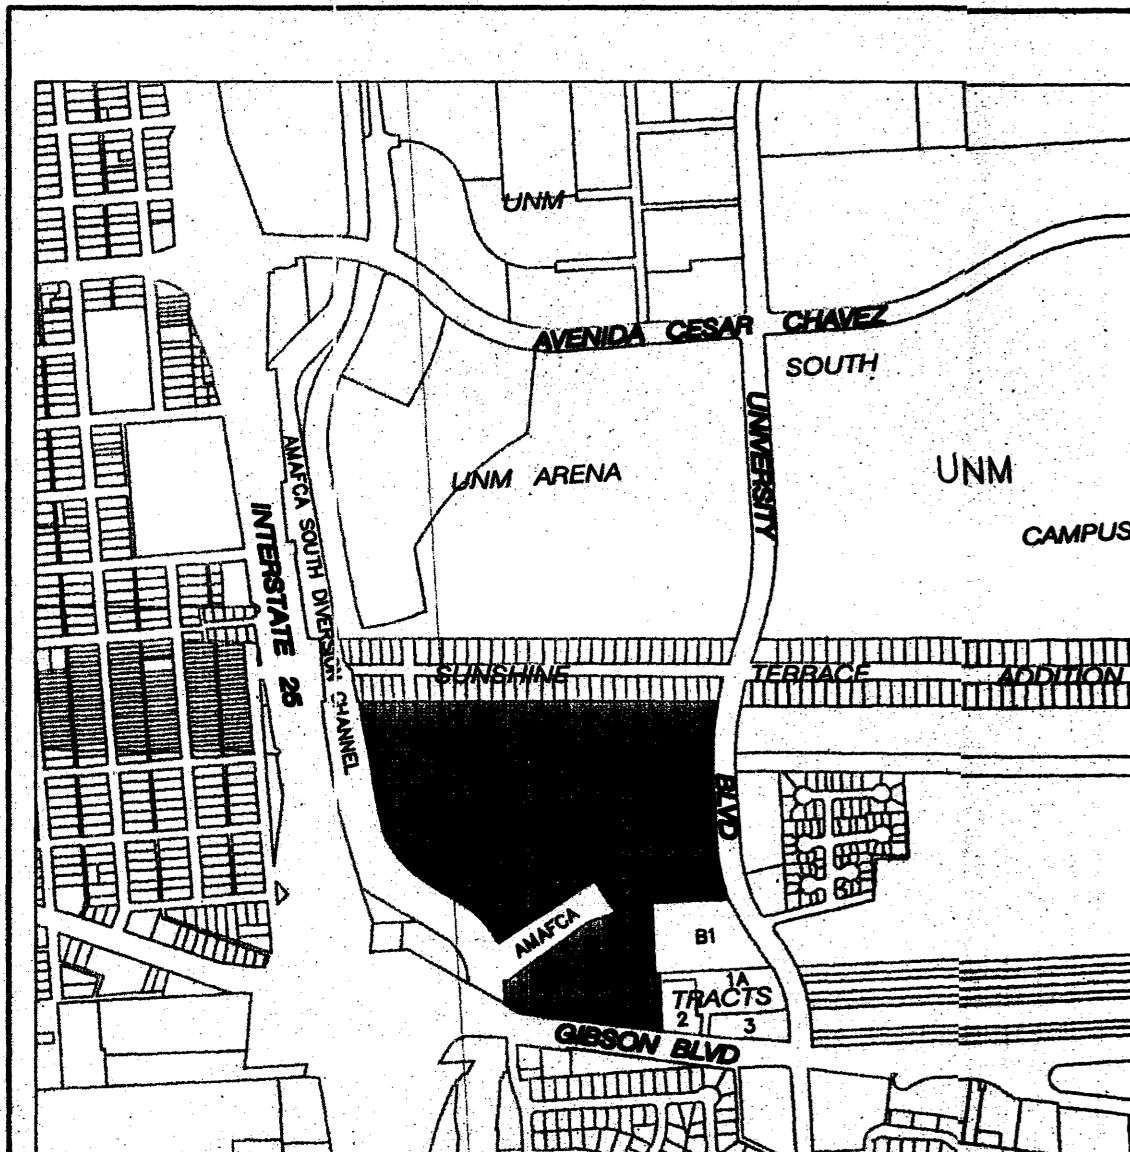 UNM
AVENIDA CESAR CHAVEZ
SOUTH
UNIVERSITY
UNM ARENA
UNM
CAMPUS
AMAFCA SOUTH DIVERSION CHANNEL
INTERSTATE 25
SUNSHINE TERRACE ADDITION
BLVD
AMAFCA
B1
1A
TRACTS
2
3
GIBSON BLVD